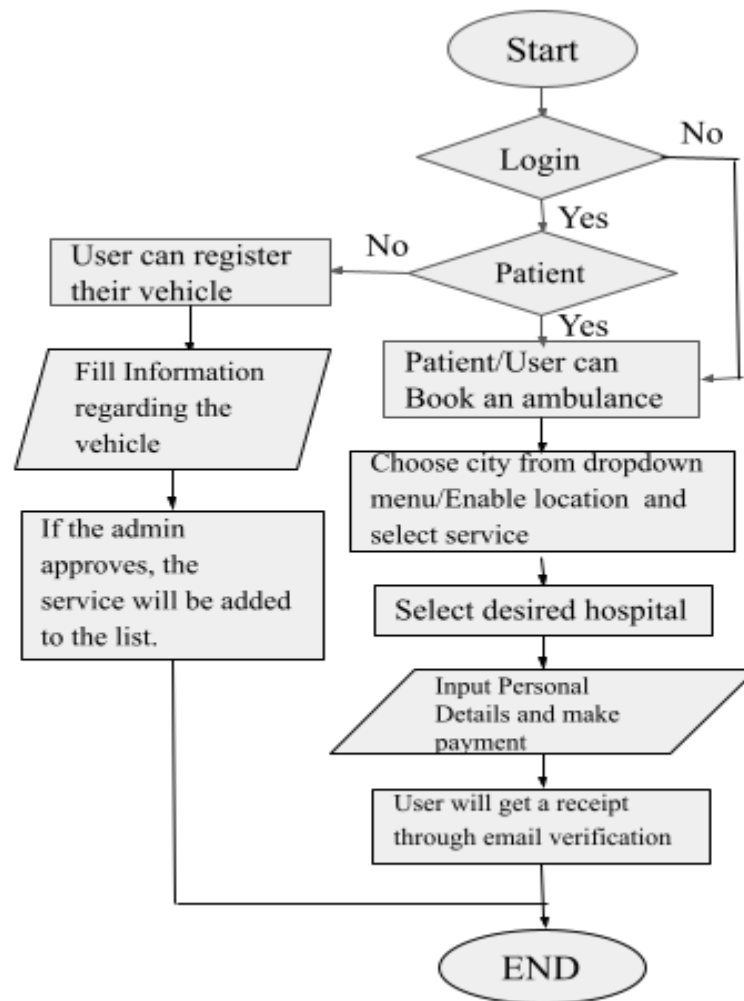 Start
Login
No
Yes
Patient
No
Yes
User can register
their vehicle
Fill Information
regarding the
vehicle
If the admin
approves, the
service will be added
to the list.
Patient/User can
Book an ambulance
Choose city from dropdown
menu/Enable location and
select service
Select desired hospital
Input Personal
Details and make
payment
User will get a receipt
through email verification
END